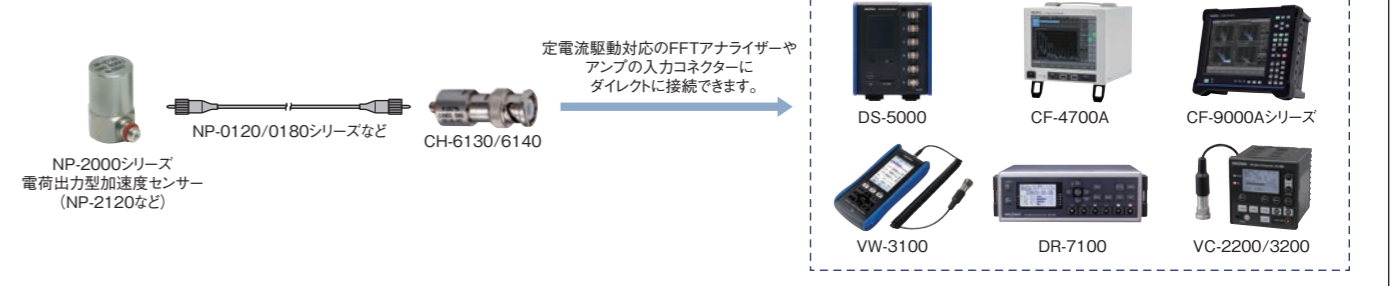 NP-2000シリーズ
電荷出力型加速度センサー
（NP-2120など）
NP-0120/0180シリーズなど
CH-6130/6140
定電流駆動対応のFFTアナライザーや
アンプの入力コネクターに
ダイレクトに接続できます。
DS-5000
CF-4700A
CF-9000Aシリーズ
VW-3100
DR-7100
VC-2200/3200